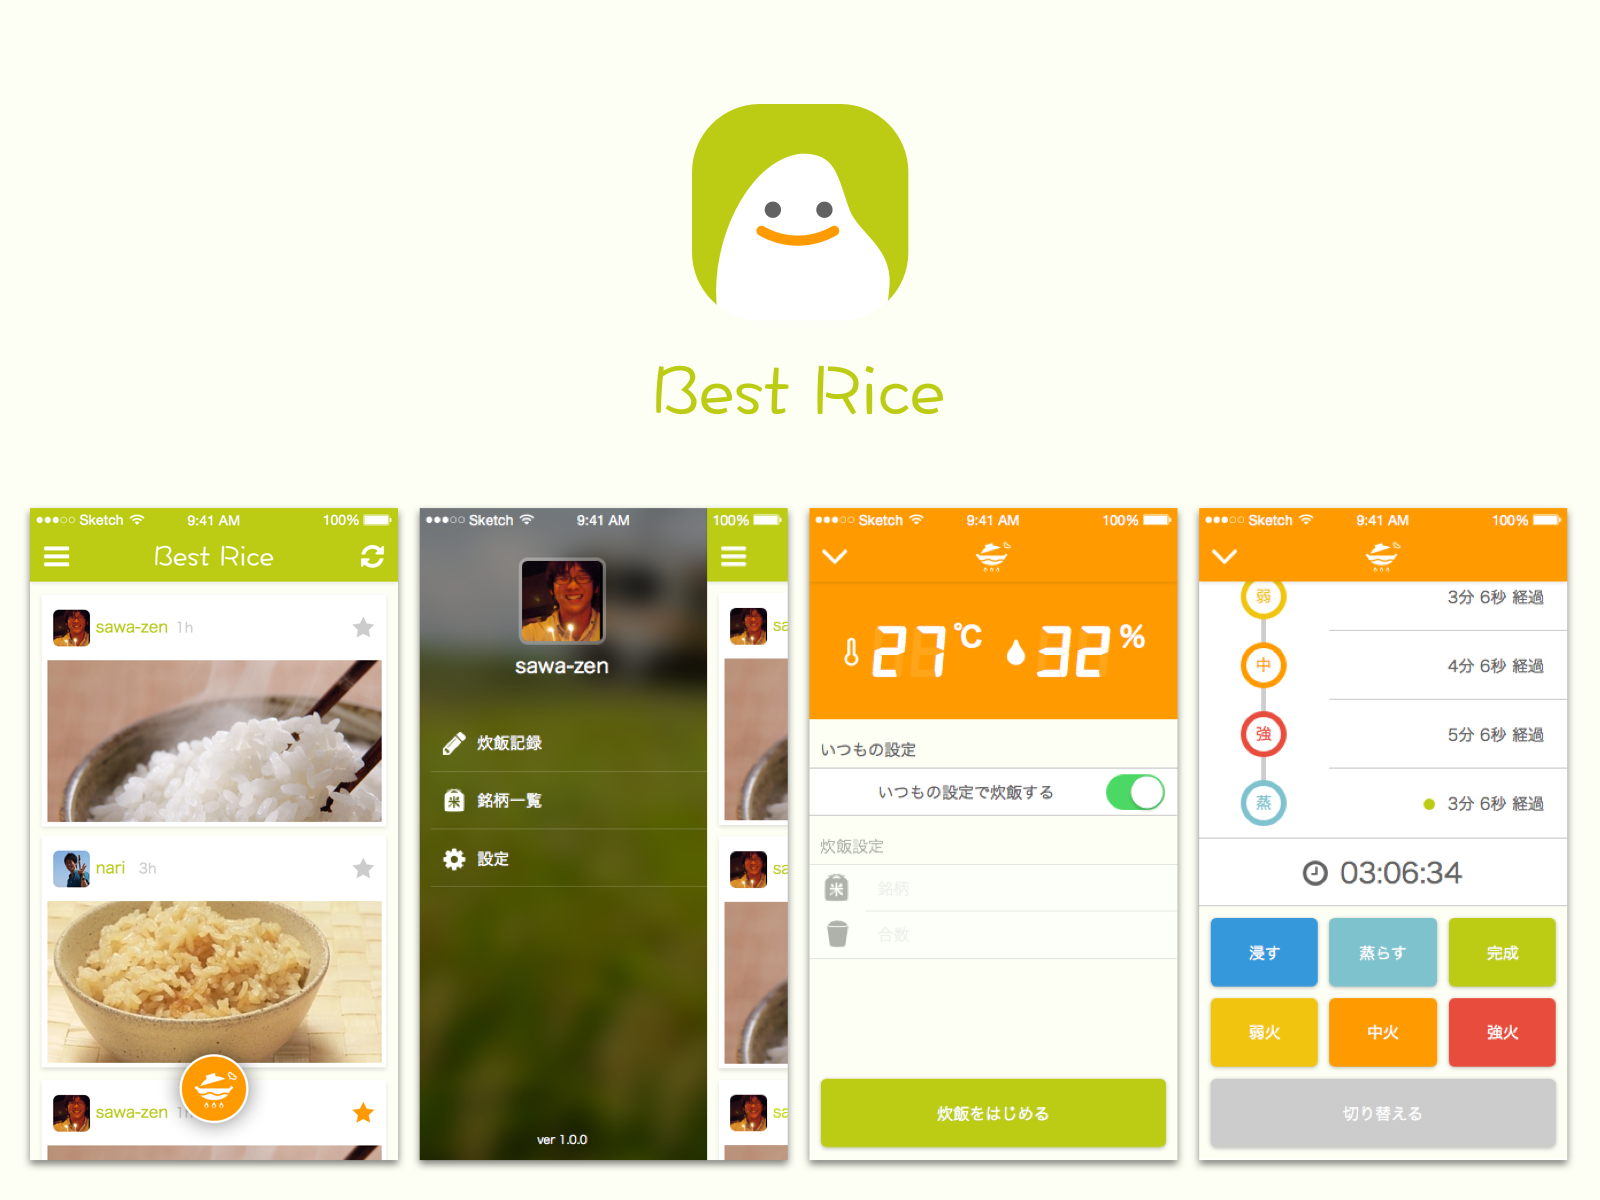 Best Rice
Sketch 9:41 AM 100%
Best Rice
sawa-zen 1h
nari 3h
sawa-zen 1h
Sketch 9:41 AM 100%
sawa-zen
炊飯記録
銘柄一覧
設定
ver 1.0.0
sa
sa
sa
Sketch 9:41 AM 100%
27℃ 32%
いつもの設定
いつもの設定で炊飯する
炊飯設定
米 銘柄
合数
炊飯をはじめる
Sketch 9:41 AM 100%
弱 3分 6秒 経過
中 4分 6秒 経過
強 5分 6秒 経過
蒸 3分 6秒 経過
03:06:34
浸す 蒸らす 完成
弱火 中火 強火
切り替える